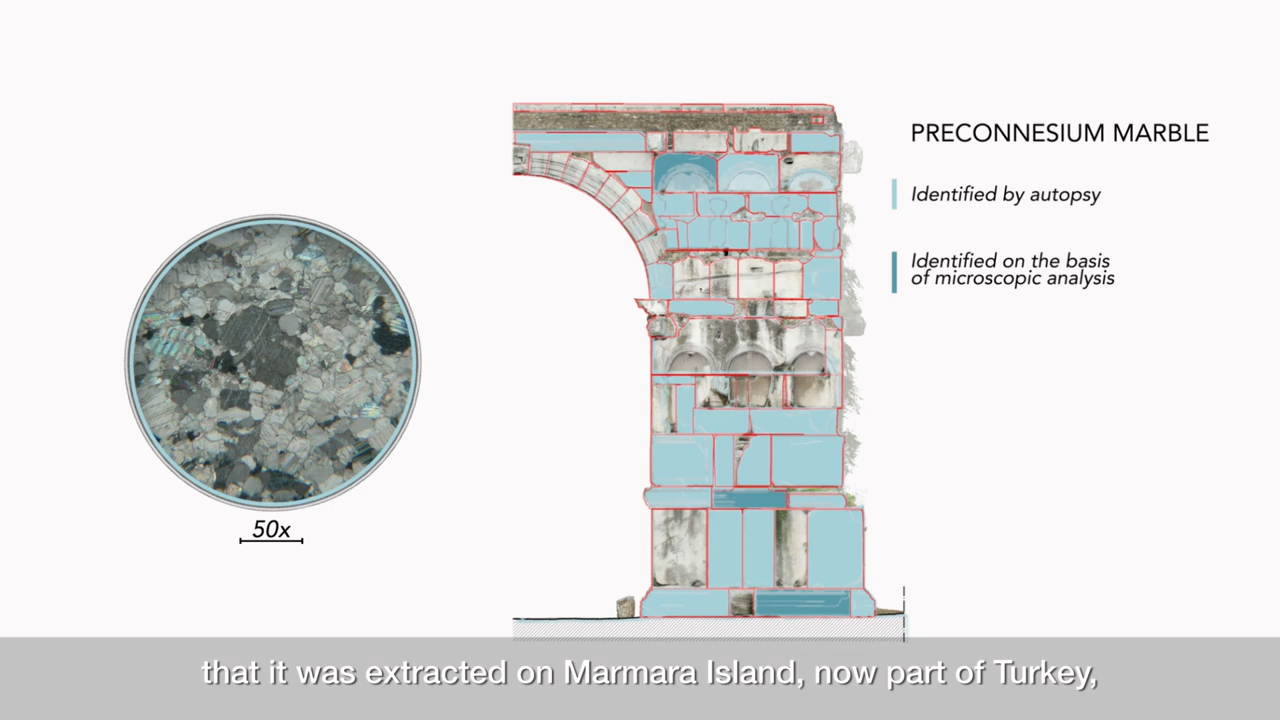 PRECONNESIUM MARBLE
Identified by autopsy
Identified on the basis
of microscopic analysis
50x
that it was extracted on Marmara Island, now part of Turkey,